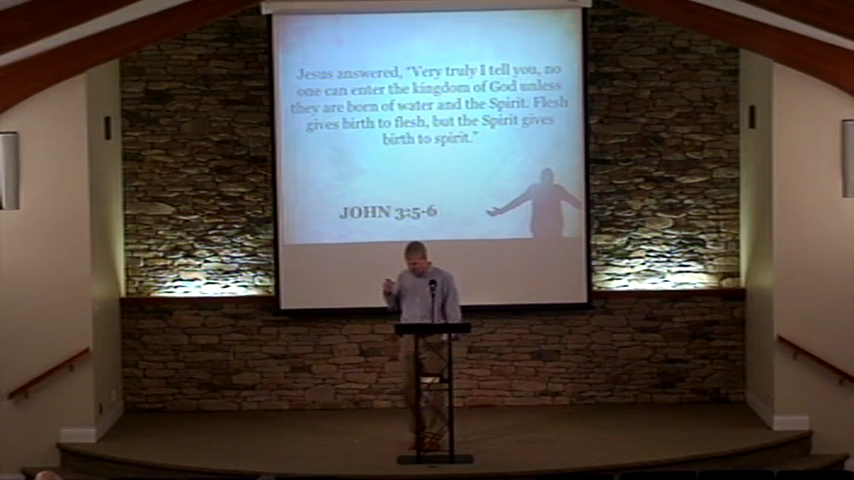 Jesus answered, "Very truly I tell you, no
one can enter the kingdom of God unless
they are born of water and the Spirit. Flesh
gives birth to flesh, but the Spirit gives
birth to spirit."
JOHN 3:5-6